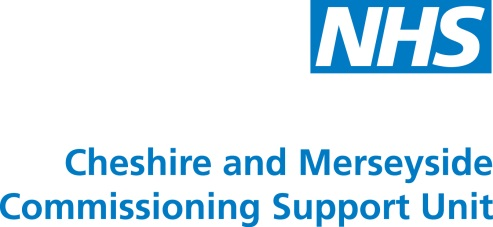 NHS
Cheshire and Merseyside
Commissioning Support Unit